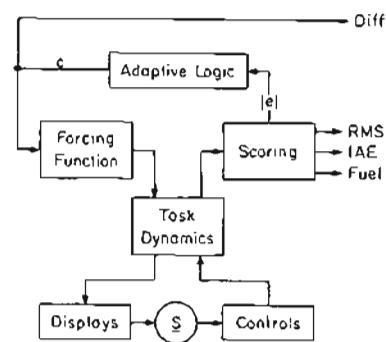 Diff
c
Adaptive Logic
|e|
RMS
Forcing
Function
Scoring
IAE
Fuel
Task
Dynamics
Displays
S
Controls